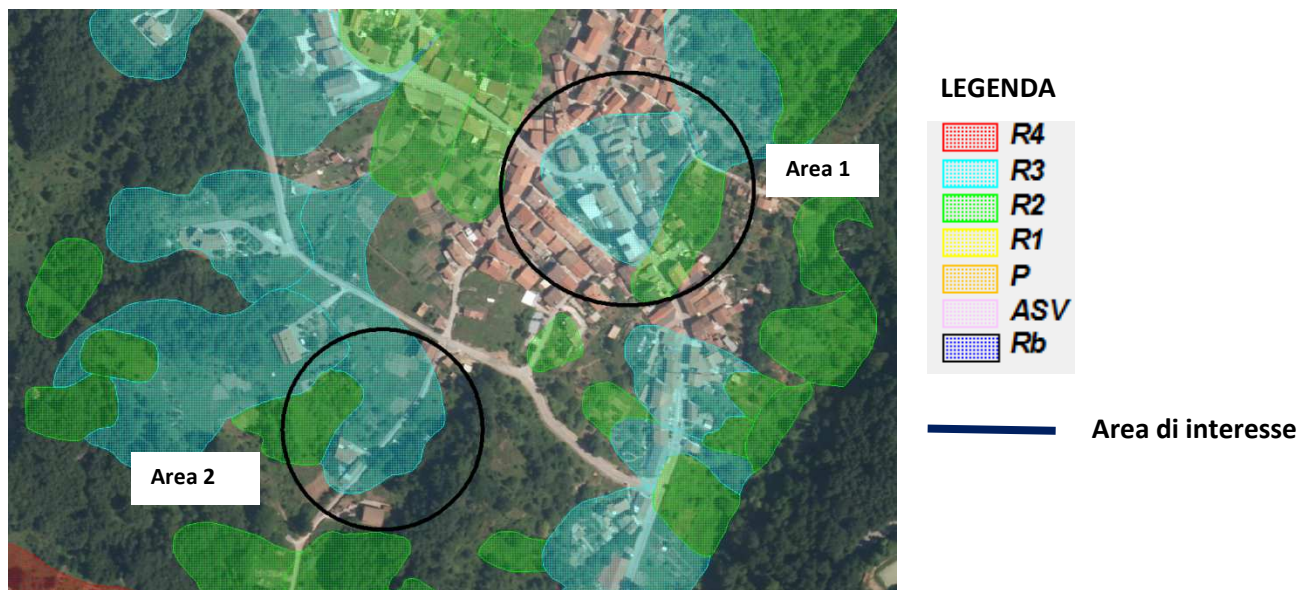 LEGENDA
R4
R3
R2
R1
P
ASV
Rb
Area di interesse
Area 1
Area 2